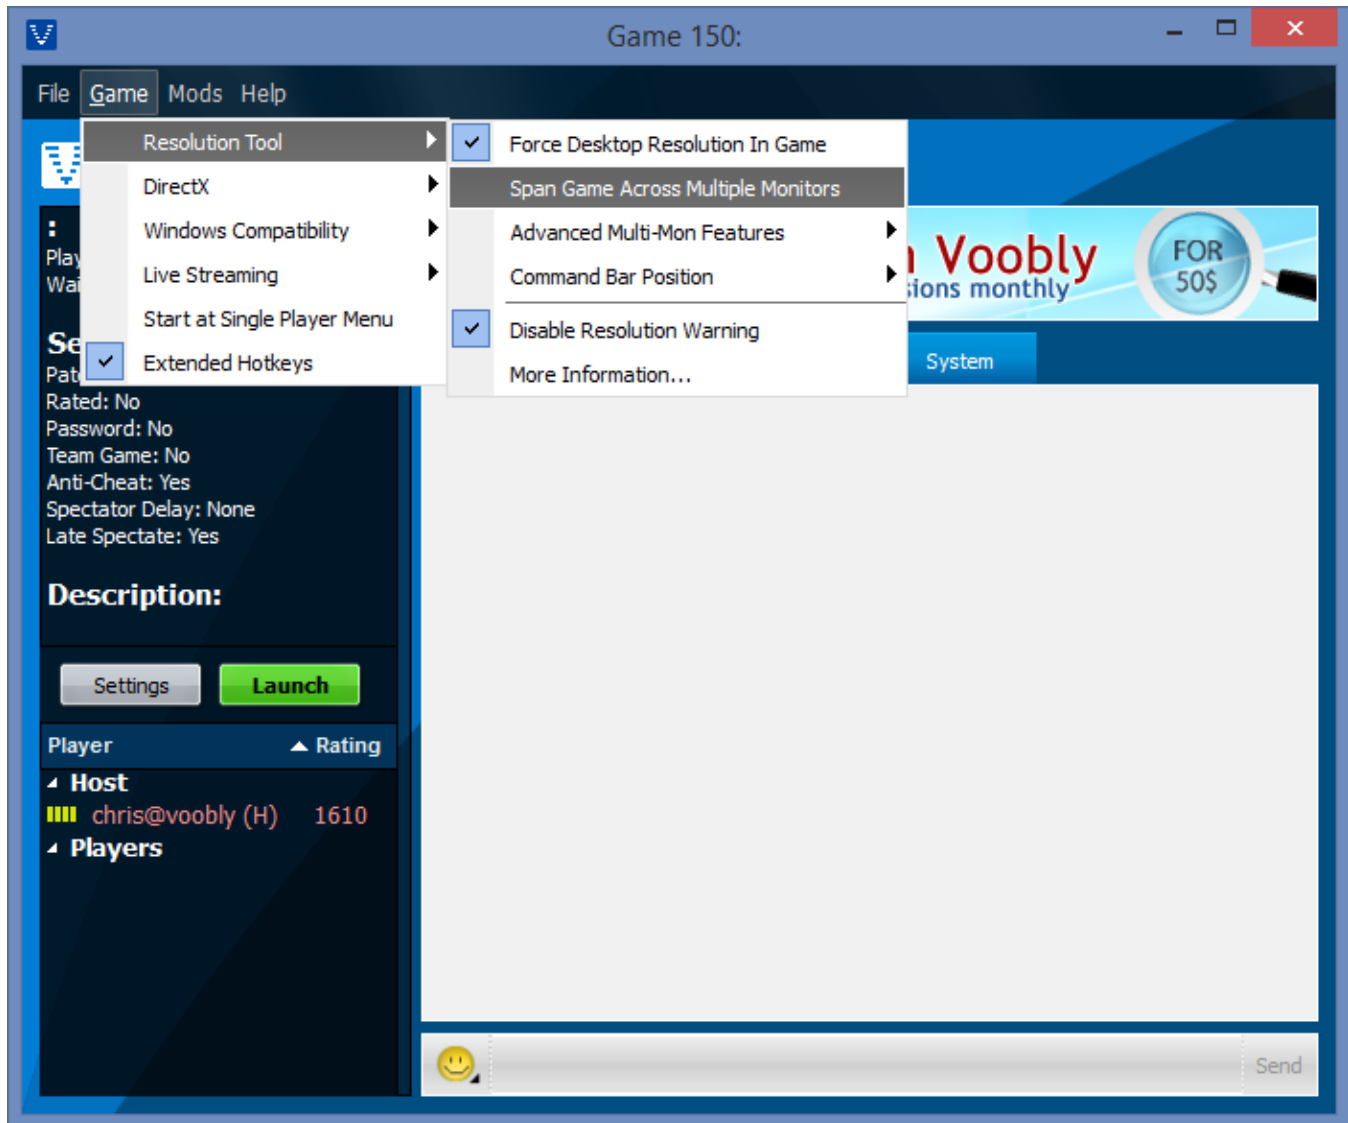 Game 150:
File Game Mods Help
Resolution Tool
DirectX
Windows Compatibility
Live Streaming
Start at Single Player Menu
Extended Hotkeys
Force Desktop Resolution In Game
Span Game Across Multiple Monitors
Advanced Multi-Mon Features
Command Bar Position
Disable Resolution Warning
More Information...
Voobly
monthly
FOR
50$
System
:
Rated: No
Password: No
Team Game: No
Anti-Cheat: Yes
Spectator Delay: None
Late Spectate: Yes
Description:
Settings Launch
Player Rating
Host
chris@voobly (H) 1610
Players
Send